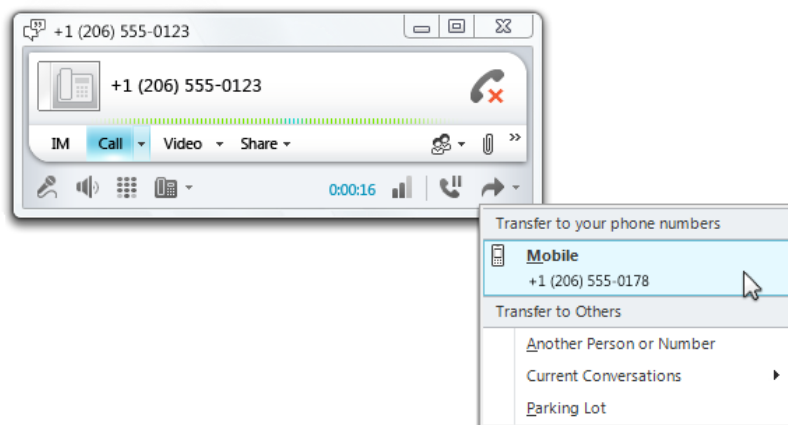 +1 (206) 555-0123
+1 (206) 555-0123
IM Call Video Share
0:00:16
Transfer to your phone numbers
Mobile
+1 (206) 555-0178
Transfer to Others
Another Person or Number
Current Conversations
Parking Lot